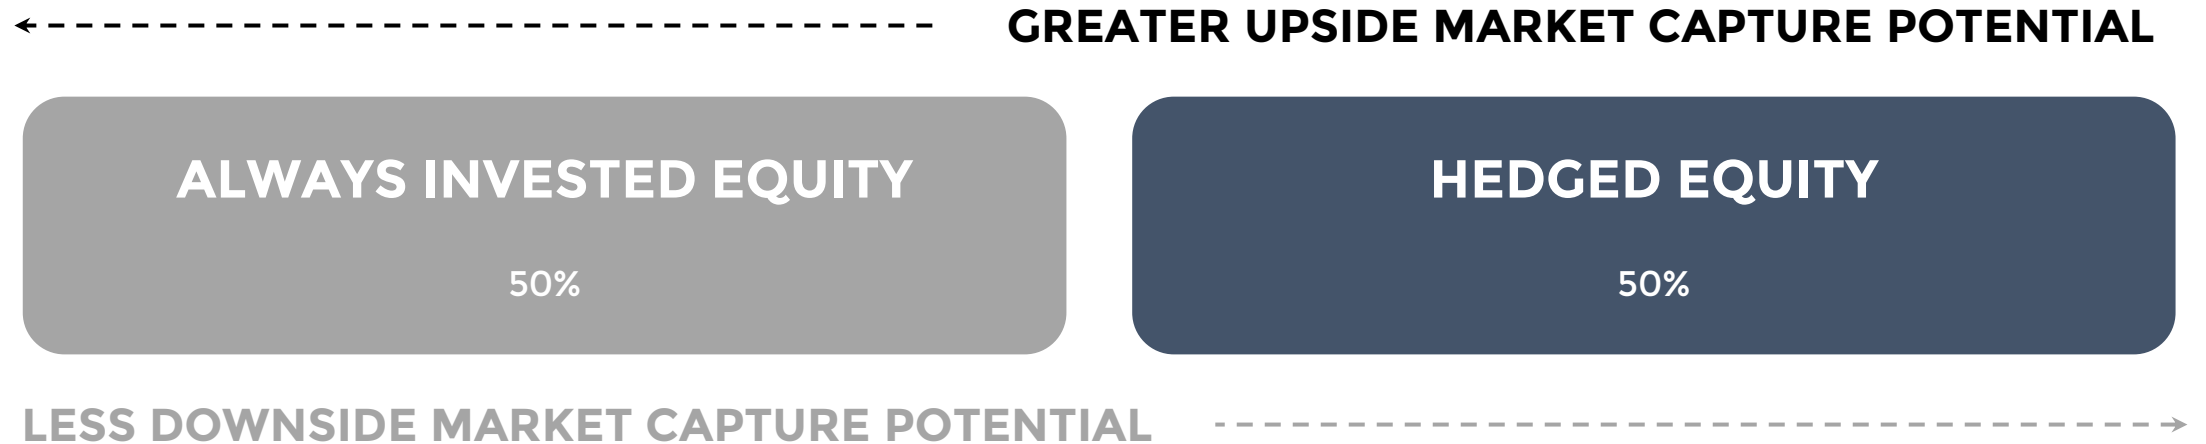 GREATER UPSIDE MARKET CAPTURE POTENTIAL
ALWAYS INVESTED EQUITY
50%
HEDGED EQUITY
50%
LESS DOWNSIDE MARKET CAPTURE POTENTIAL